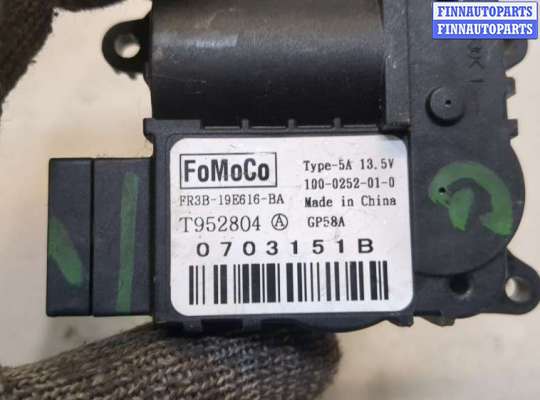 FINNAUTOPARTS
FINNAUTOPARTS
FoMoCo
Type-5A 13.5V
FR3B-19E616-BA
100-0252-01-0
Made in China
T952804 Ⓐ
GP58A
0703151B